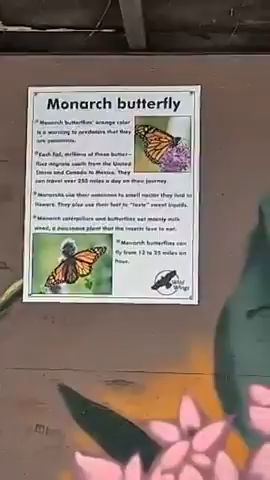 Monarch butterfly
* Monarch butterflies' orange color
is a warning to predators that they
are poisonous.
* Each fall, millions of these butter-
flies migrate south from the United
States and Canada to Mexico. They
can travel over 250 miles a day on their journey.
* Monarchs use their antennae to smell nectar they find in
flowers. They also use their feet to "taste" sweet liquids.
* Monarch caterpillars and butterflies eat mainly milk
weed, a poisonous plant that the insects love to eat.
* Monarch butterflies can
fly from 12 to 25 miles an
hour.
Wild
Wings